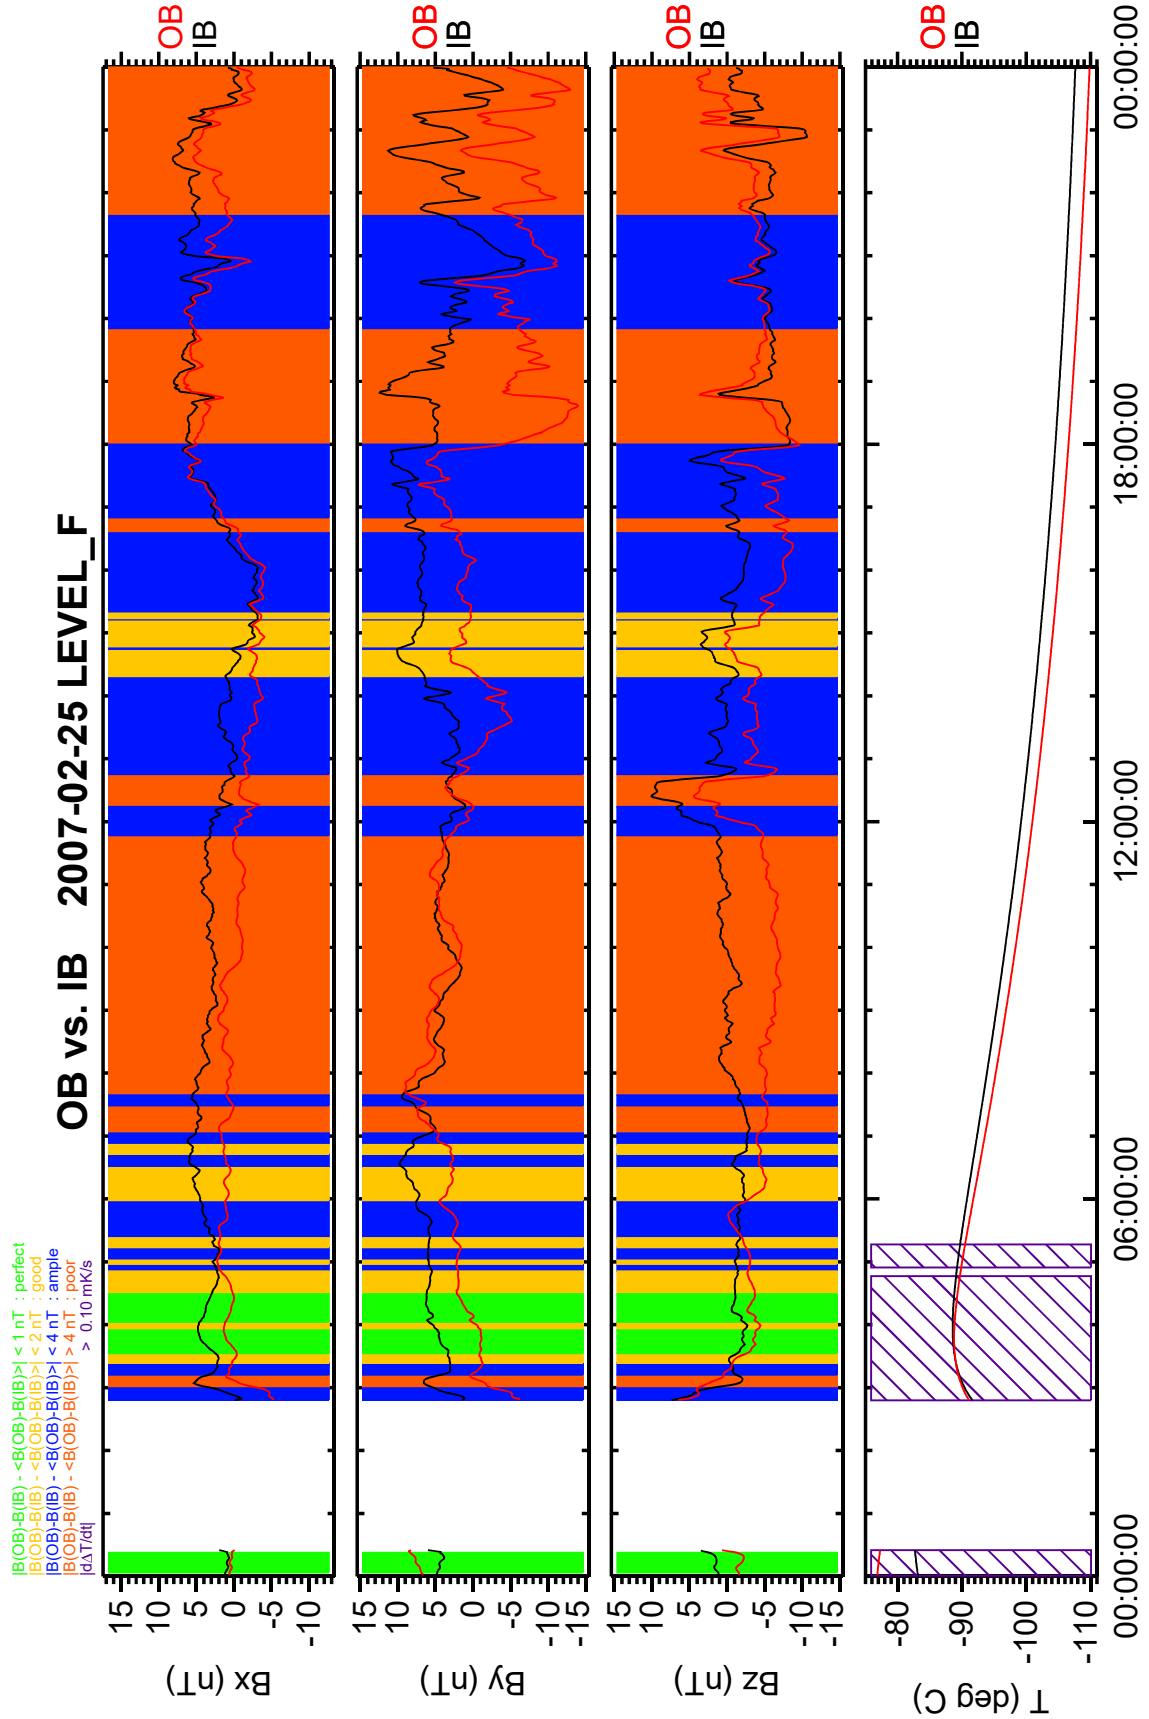 OB vs. IB 2007-02-25 LEVEL_F
|B(OB)-B(IB) - <B(OB)-B(IB)>| < 1 nT : perfect
|B(OB)-B(IB) - <B(OB)-B(IB)>| < 2 nT : good
|B(OB)-B(IB) - <B(OB)-B(IB)>| < 4 nT : ample
|B(OB)-B(IB) - <B(OB)-B(IB)>| > 4 nT : poor
|dΔT/dt| > 0.10 mK/s
Bx (nT)
15
10
5
0
-5
-10
OB
IB
By (nT)
15
10
5
0
-5
-10
-15
OB
IB
Bz (nT)
15
10
5
0
-5
-10
-15
OB
IB
T (deg C)
-80
-90
-100
-110
OB
IB
00:00:00
06:00:00
12:00:00
18:00:00
00:00:00